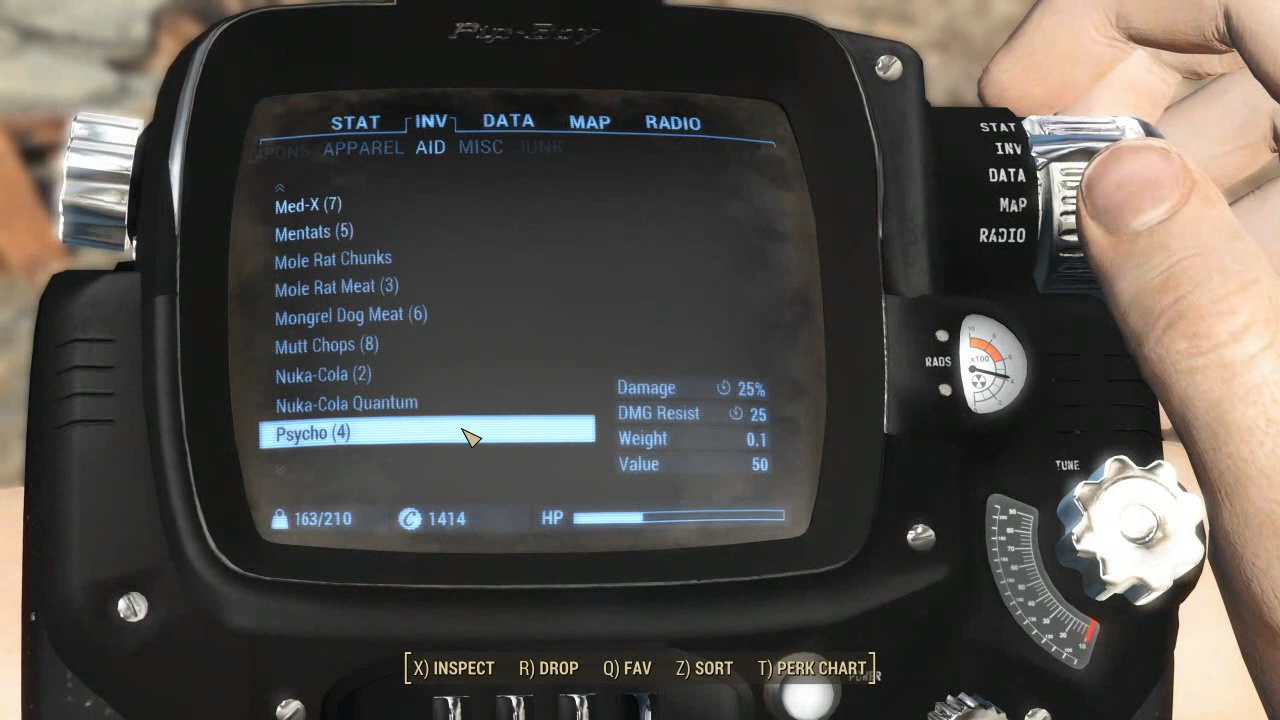 Pip-Boy
STAT INV DATA MAP RADIO
APPAREL AID MISC JUNK
Med-X (7)
Mentats (5)
Mole Rat Chunks
Mole Rat Meat (3)
Mongrel Dog Meat (6)
Mutt Chops (8)
Nuka-Cola (2)
Nuka-Cola Quantum
Psycho (4)
Damage 25%
DMG Resist 25
Weight 0.1
Value 50
163/210 1414 HP
STAT
INV
DATA
MAP
RADIO
RADS
x100
TUNE
X) INSPECT R) DROP Q) FAV Z) SORT T) PERK CHART